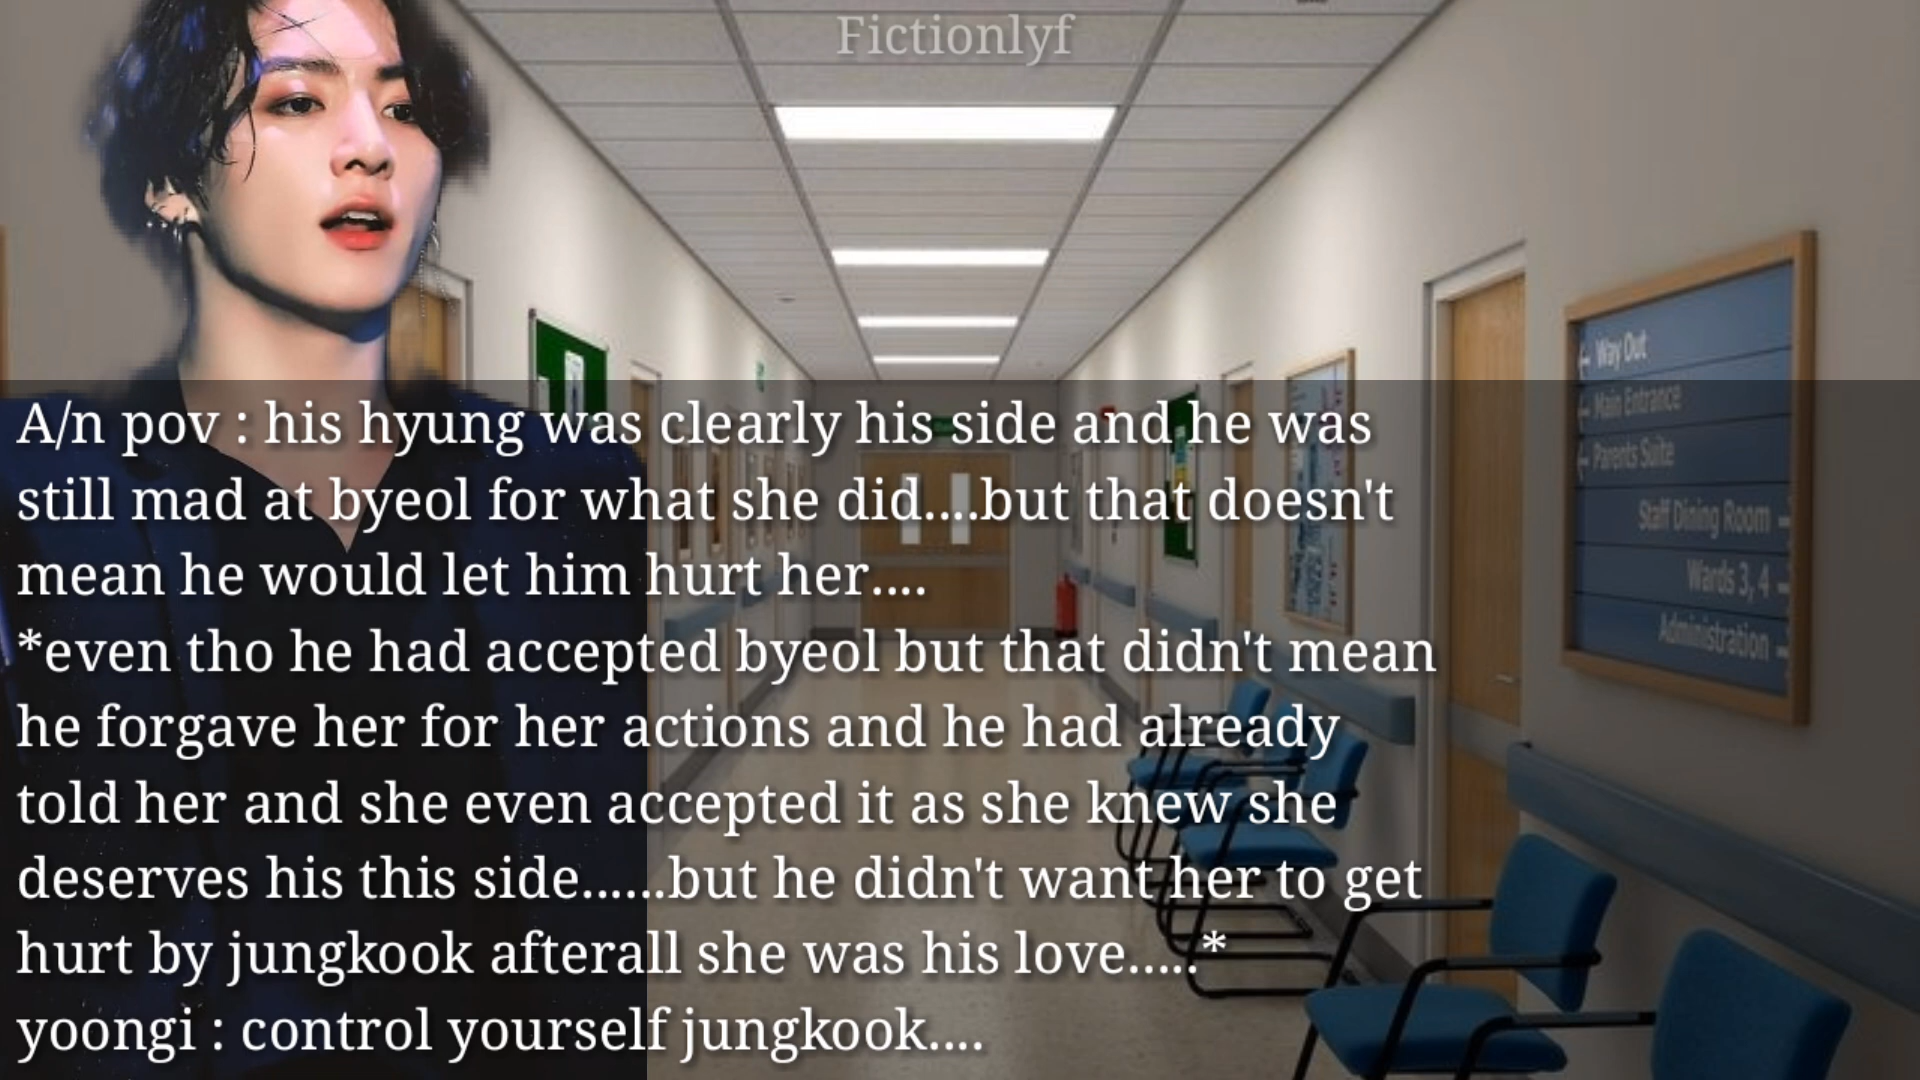 Fictionlyf
Way Out
Main Entrance
Parents Suite
Staff Dining Room
Wards 3, 4
Administration
A/n pov : his hyung was clearly his side and he was
still mad at byeol for what she did....but that doesn't
mean he would let him hurt her....
*even tho he had accepted byeol but that didn't mean
he forgave her for her actions and he had already
told her and she even accepted it as she knew she
deserves his this side......but he didn't want her to get
hurt by jungkook afterall she was his love.....*
yoongi : control yourself jungkook....